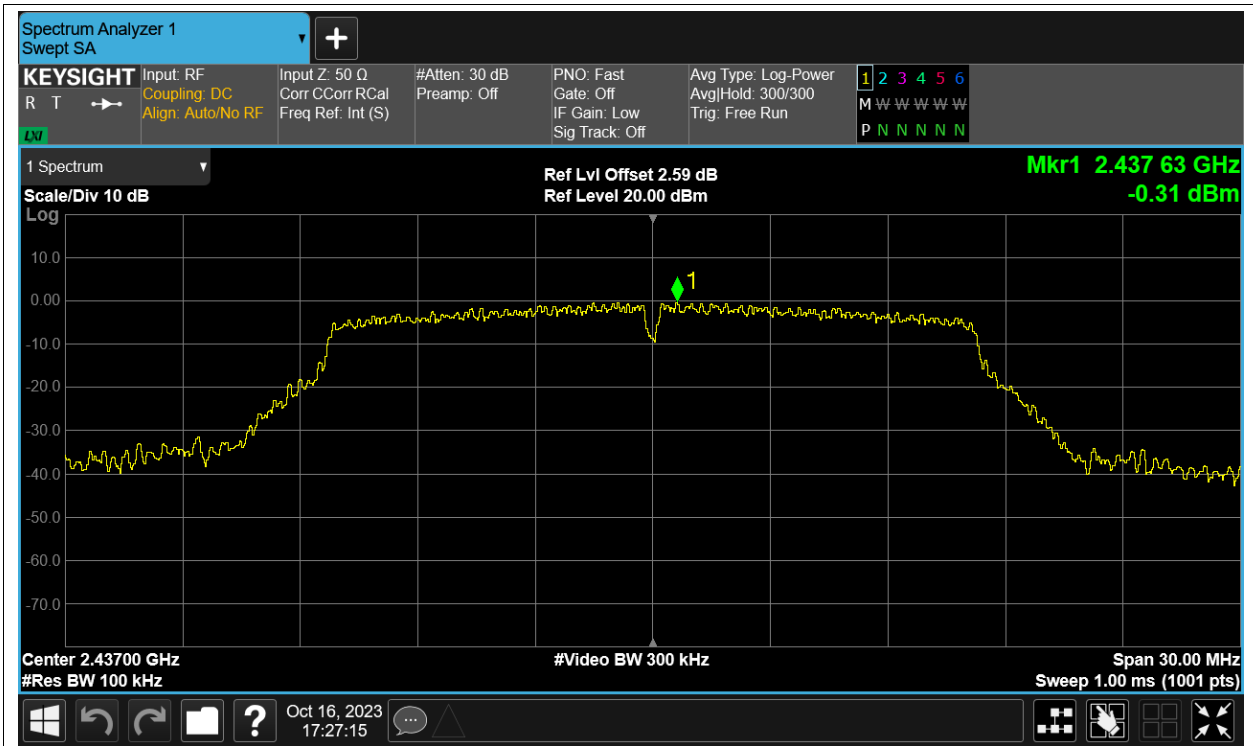 Spectrum Analyzer 1
Swept SA
KEYSIGHT
R T
LXI
Input: RF
Coupling: DC
Align: Auto/No RF
Input Z: 50 Ω
Corr CCorr RCal
Freq Ref: Int (S)
#Atten: 30 dB
Preamp: Off
PNO: Fast
Gate: Off
IF Gain: Low
Sig Track: Off
Avg Type: Log-Power
Avg|Hold: 300/300
Trig: Free Run
1 2 3 4 5 6
M W W W W W W
P N N N N N
1 Spectrum
Scale/Div 10 dB
Ref Lvl Offset 2.59 dB
Ref Level 20.00 dBm
Mkr1 2.437 63 GHz
-0.31 dBm
Log
10.0
0.00
-10.0
-20.0
-30.0
-40.0
-50.0
-60.0
-70.0
1
Center 2.43700 GHz
#Res BW 100 kHz
#Video BW 300 kHz
Span 30.00 MHz
Sweep 1.00 ms (1001 pts)
?
Oct 16, 2023
17:27:15